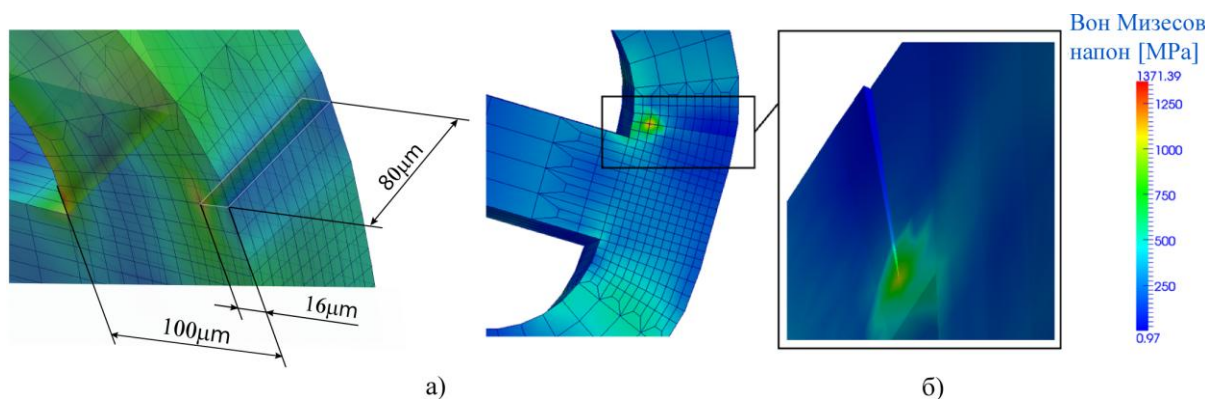 Вон Мизесов
напон [MPa]
1371.39
1250
1000
750
500
250
0.97
80μm
16μm
100μm
а)
б)